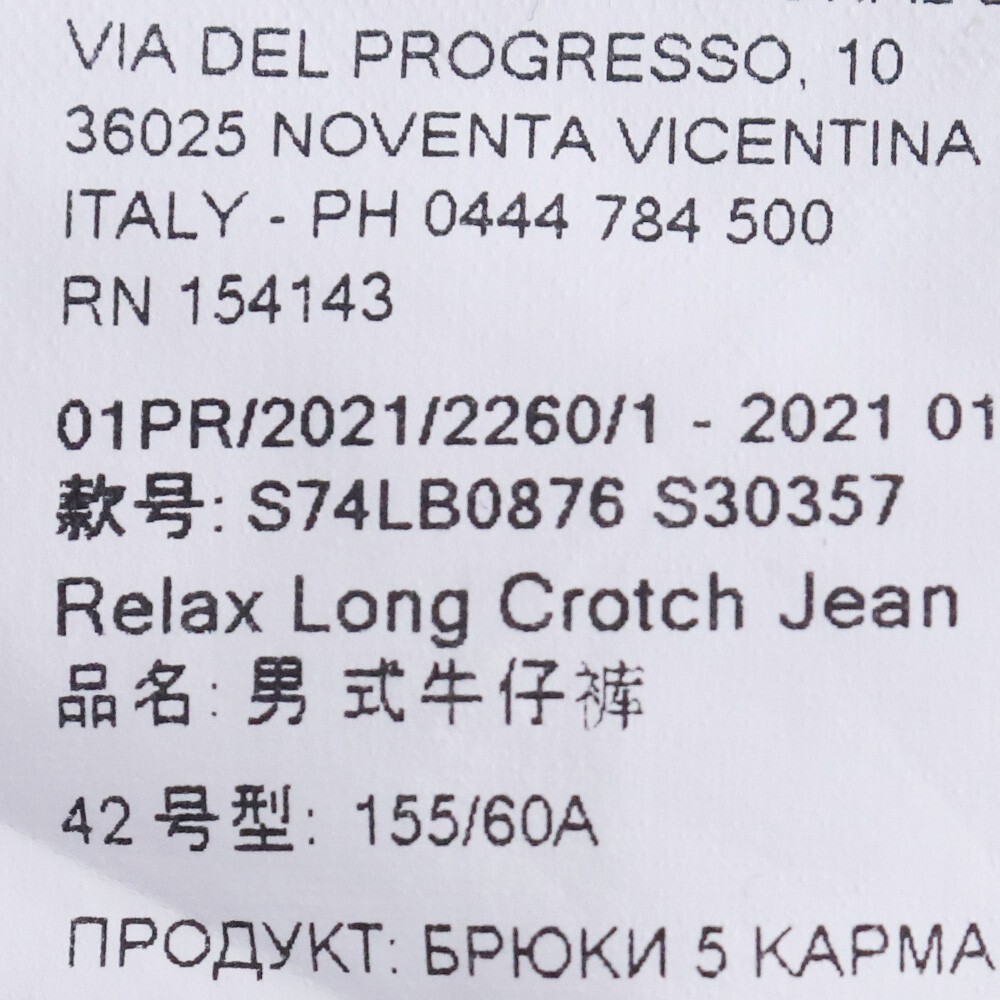 VIA DEL PROGRESSO, 10
36025 NOVENTA VICENTINA
ITALY - PH 0444 784 500
RN 154143
01PR/2021/2260/1 - 2021 01
款号: S74LB0876 S30357
Relax Long Crotch Jean
品名: 男式牛仔裤
42 号型: 155/60A
ПРОДУКТ: БРЮКИ 5 КАРМА